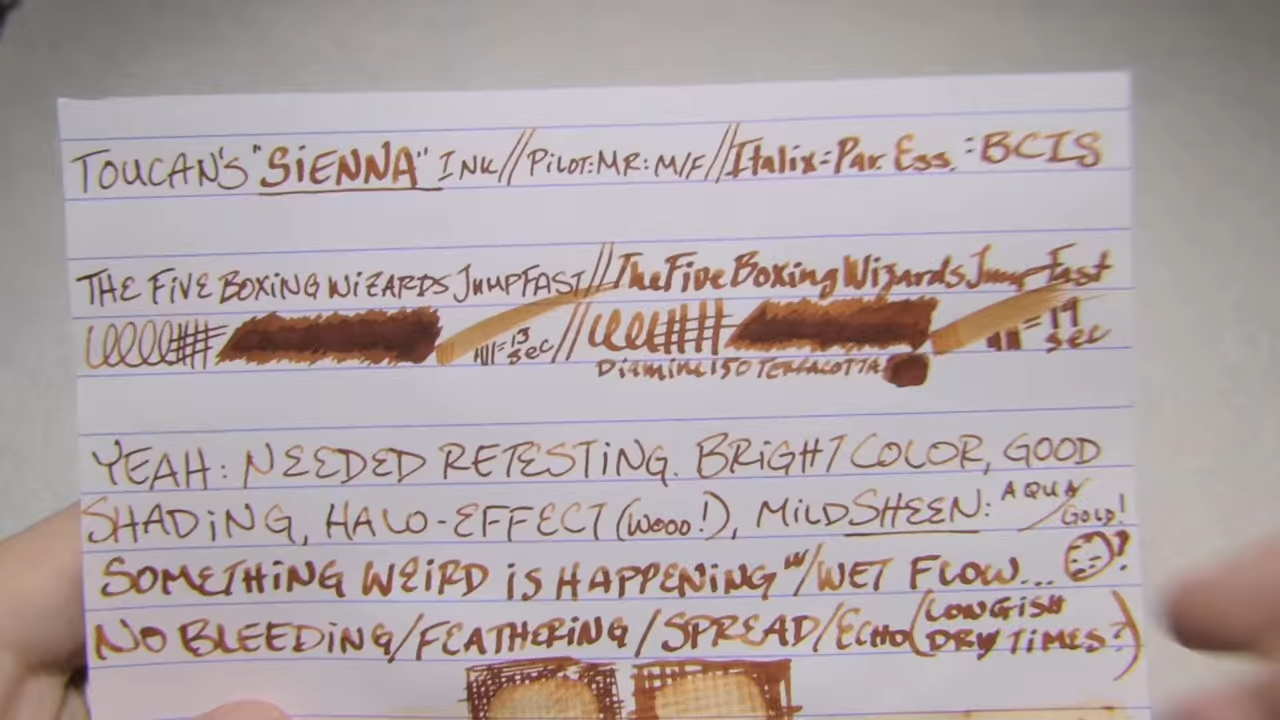 TOUCAN'S "SIENNA" INK//PILOT:MR:M/F//Italix:Par. Ess. :BCIS
THE FIVE BOXING WIZARDS JUMP FAST//The Five Boxing Wizards Jump Fast
=13 sec // =19 sec
Diamine 150 TERRACOTTA
YEAH: NEEDED RETESTING. BRIGHT COLOR, GOOD
SHADING, HALO-EFFECT (WOOO!), MILD SHEEN: AQUA/GOLD!
SOMETHING WEIRD IS HAPPENING W/WET FLOW... ?
NO BLEEDING/FEATHERING/SPREAD/ECHO (LONGISH DRY TIMES?)